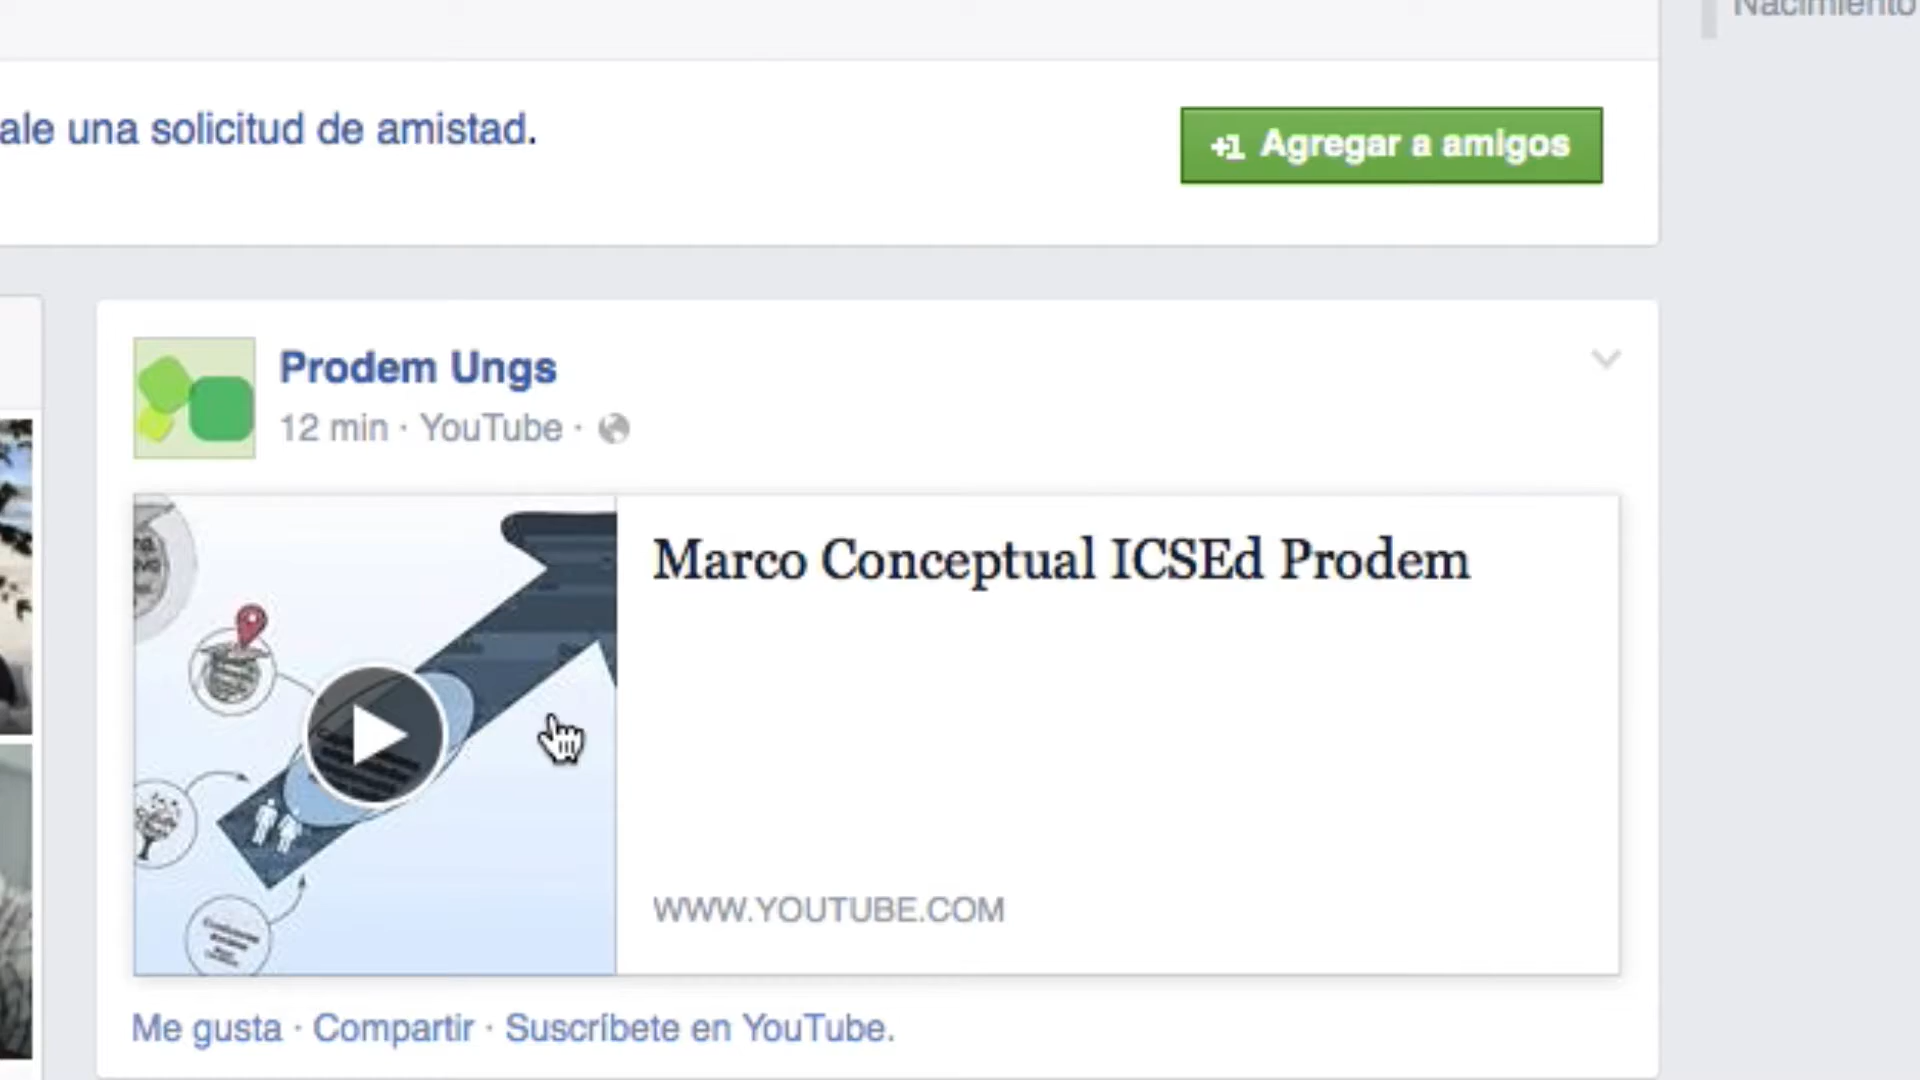 Nacimiento
ale una solicitud de amistad.
+1 Agregar a amigos
Prodem Ungs
12 min · YouTube ·
Marco Conceptual ICSEd Prodem
WWW.YOUTUBE.COM
Me gusta · Compartir · Suscríbete en YouTube.